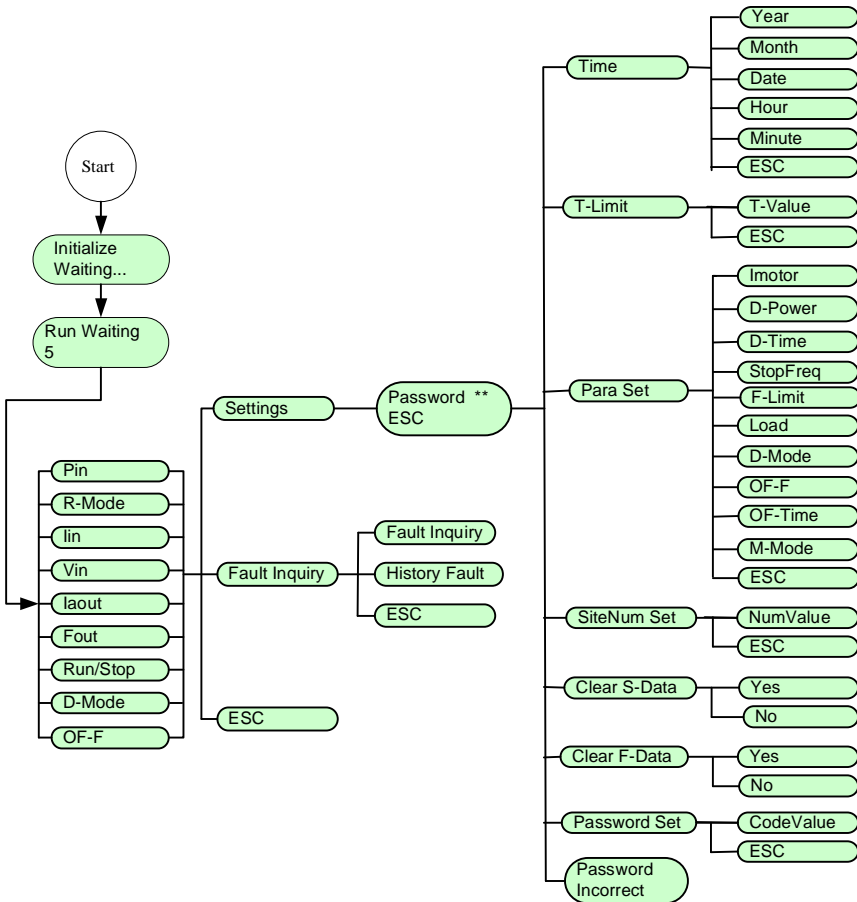 Start
Initialize
Waiting...
Run Waiting
5
Pin
R-Mode
Iin
Vin
Iaout
Fout
Run/Stop
D-Mode
OF-F
Settings
Fault Inquiry
ESC
Password **
ESC
Fault Inquiry
History Fault
ESC
Time
Year
Month
Date
Hour
Minute
ESC
T-Limit
T-Value
ESC
Para Set
Imotor
D-Power
D-Time
StopFreq
F-Limit
Load
D-Mode
OF-F
OF-Time
M-Mode
ESC
SiteNum Set
NumValue
ESC
Clear S-Data
Yes
No
Clear F-Data
Yes
No
Password Set
CodeValue
ESC
Password
Incorrect